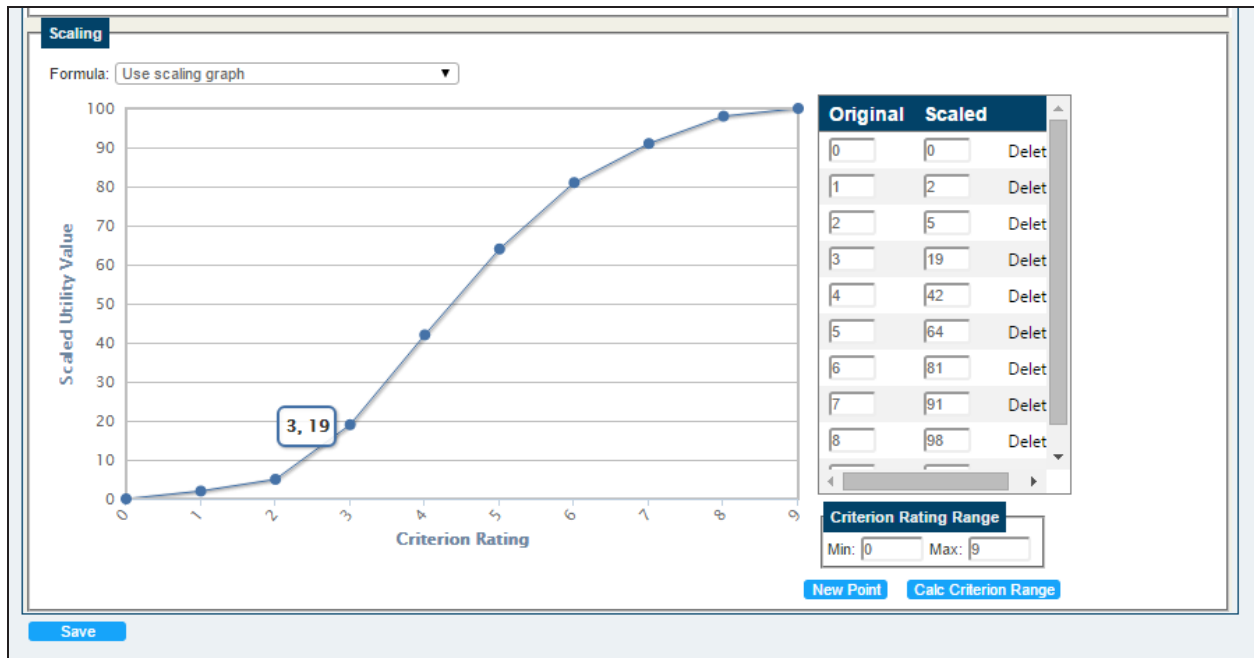 Scaling
Formula: Use scaling graph
100
90
80
70
60
50
40
30
20
10
0
Scaled Utility Value
3, 19
0 1 2 3 4 5 6 7 8 9
Criterion Rating
Original Scaled
0 0 Delet
1 2 Delet
2 5 Delet
3 19 Delet
4 42 Delet
5 64 Delet
6 81 Delet
7 91 Delet
8 98 Delet
Criterion Rating Range
Min: 0 Max: 9
New Point Calc Criterion Range
Save